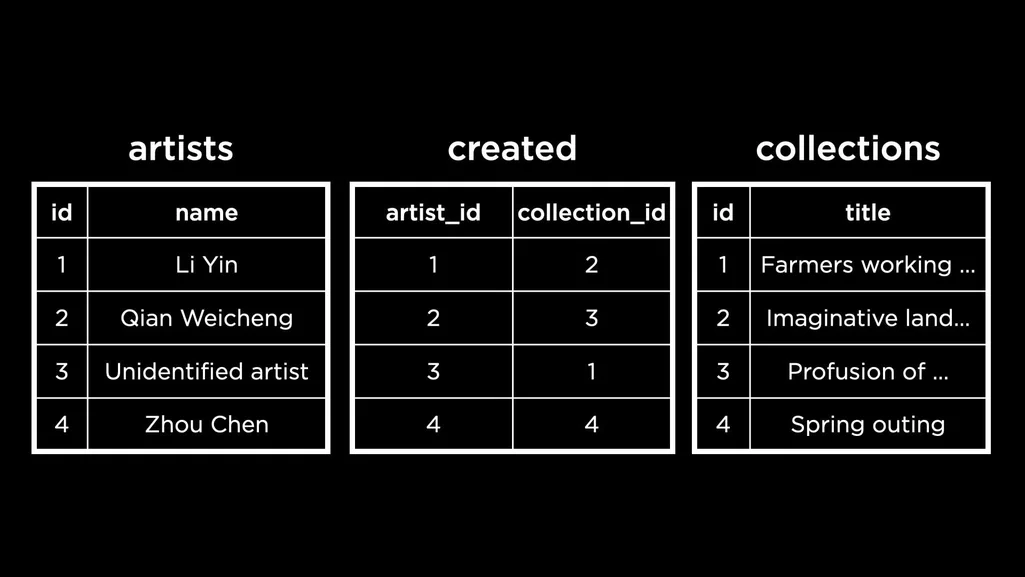 artists created collections
id name artist_id collection_id id title
1 Li Yin 1 2 1 Farmers working ...
2 Qian Weicheng 2 3 2 Imaginative land...
3 Unidentified artist 3 1 3 Profusion of ...
4 Zhou Chen 4 4 4 Spring outing